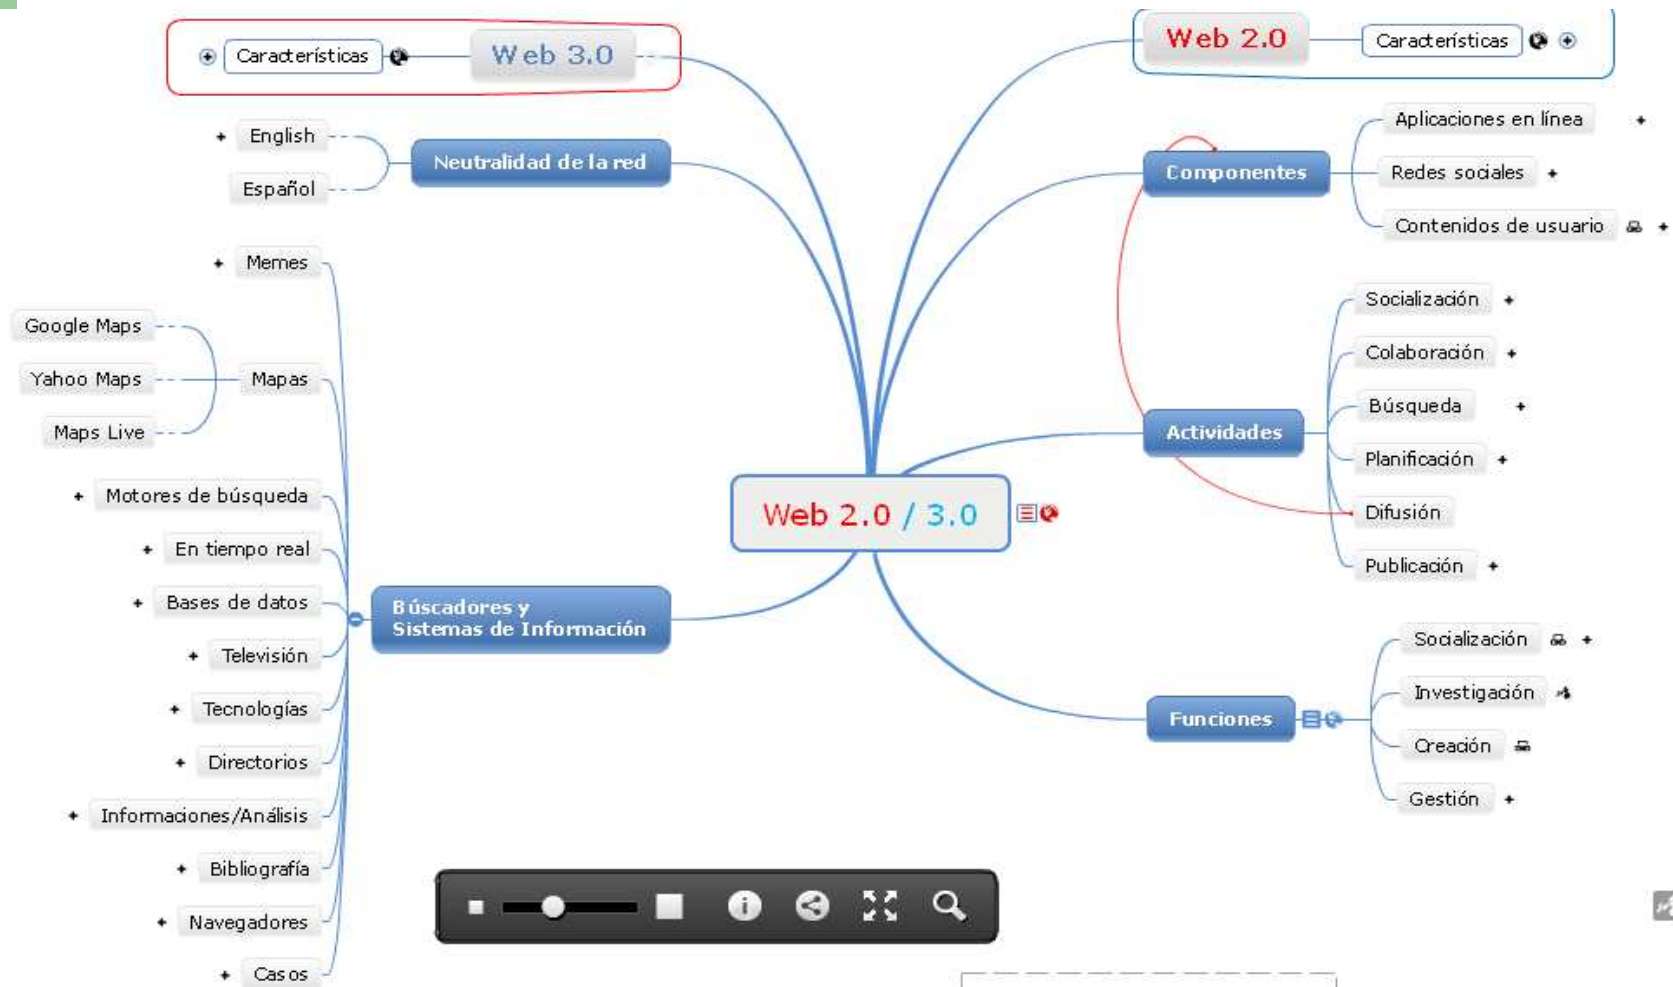 Web 3.0
Características
Neutralidad de la red
English
Español
Memes
Google Maps
Yahoo Maps
Maps Live
Mapas
Motores de búsqueda
En tiempo real
Bases de datos
Búscadores y
Sistemas de Información
Televisión
Tecnologías
Directorios
Informaciones/Análisis
Bibliografía
Navegadores
Casos
Web 2.0 / 3.0
Web 2.0
Características
Componentes
Aplicaciones en línea
Redes sociales
Contenidos de usuario
Actividades
Socialización
Colaboración
Búsqueda
Planificación
Difusión
Publicación
Funciones
Socialización
Investigación
Creación
Gestión